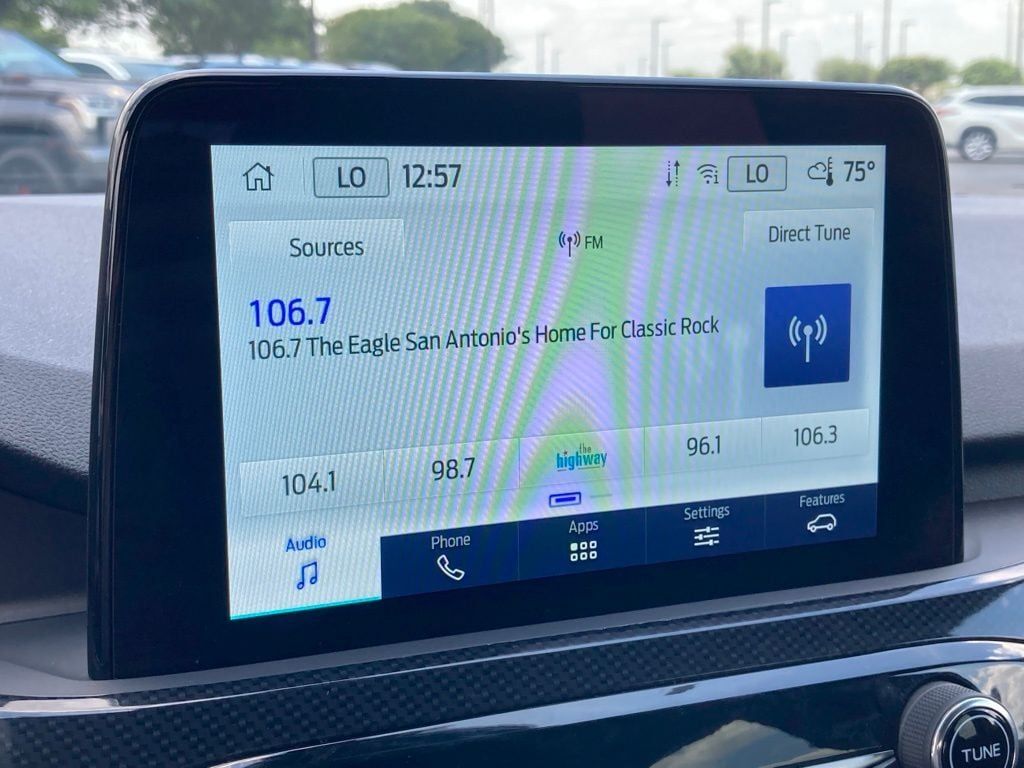 LO 12:57 LO 75°
Sources
FM
Direct Tune
106.7
106.7 The Eagle San Antonio's Home For Classic Rock
104.1 98.7 the highway 96.1 106.3
Audio Phone Apps Settings Features
TUNE